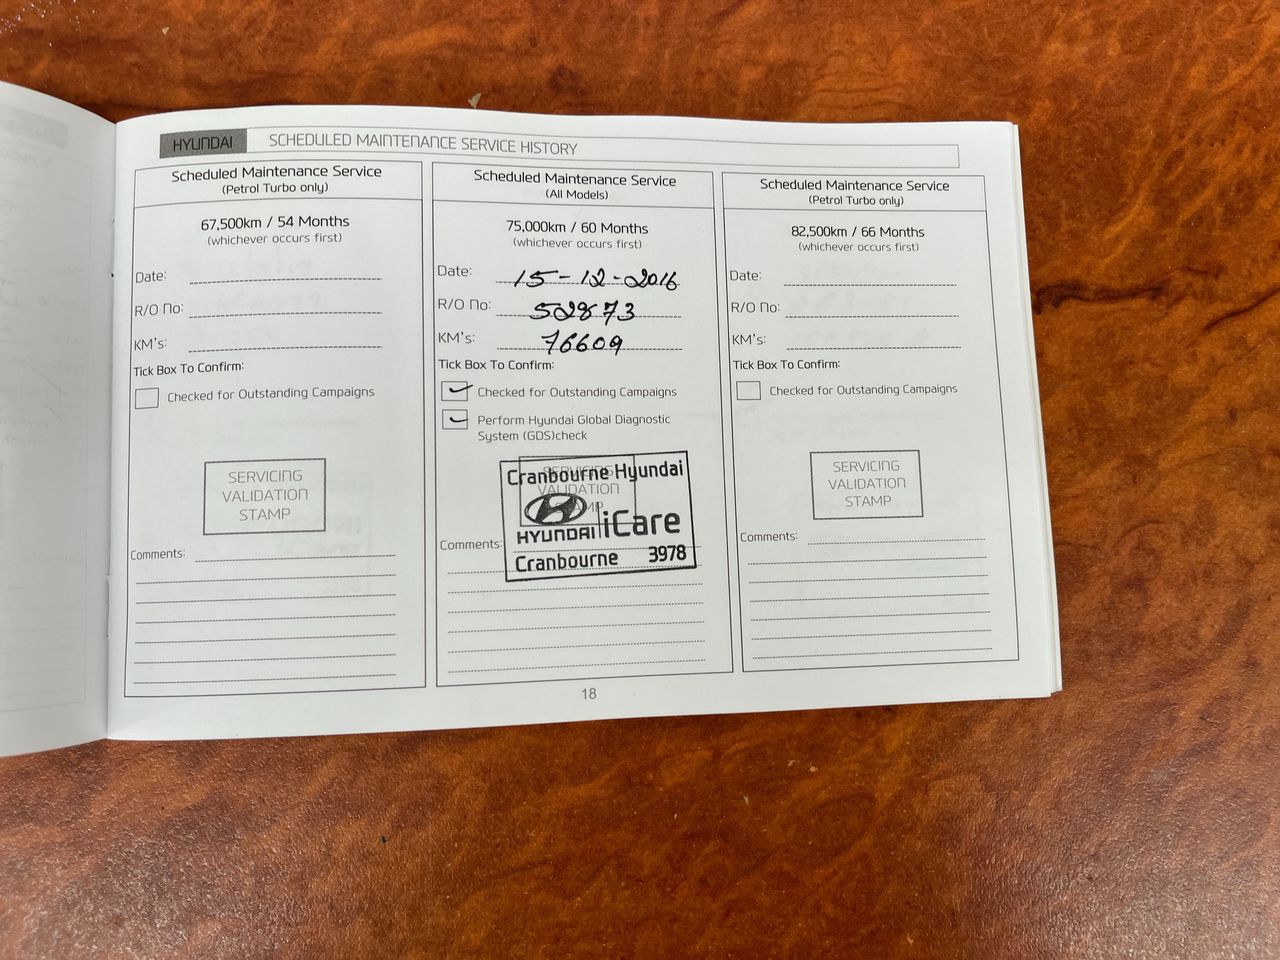 HYUNDAI SCHEDULED MAINTENANCE SERVICE HISTORY
Scheduled Maintenance Service
(Petrol Turbo only)
67,500km / 54 Months
(whichever occurs first)
Date:
R/O No:
KM's:
Tick Box To Confirm:
Checked for Outstanding Campaigns
SERVICING
VALIDATION
STAMP
Comments:
Scheduled Maintenance Service
(All Models)
75,000km / 60 Months
(whichever occurs first)
Date: 15-12-2016
R/O No: 52873
KM's: 76609
Tick Box To Confirm:
Checked for Outstanding Campaigns
Perform Hyundai Global Diagnostic
System (GDS)check
SERVICING
VALIDATION
STAMP
Cranbourne Hyundai
HYUNDAI iCare
Cranbourne 3978
Comments:
Scheduled Maintenance Service
(Petrol Turbo only)
82,500km / 66 Months
(whichever occurs first)
Date:
R/O No:
KM's:
Tick Box To Confirm:
Checked for Outstanding Campaigns
SERVICING
VALIDATION
STAMP
Comments:
18